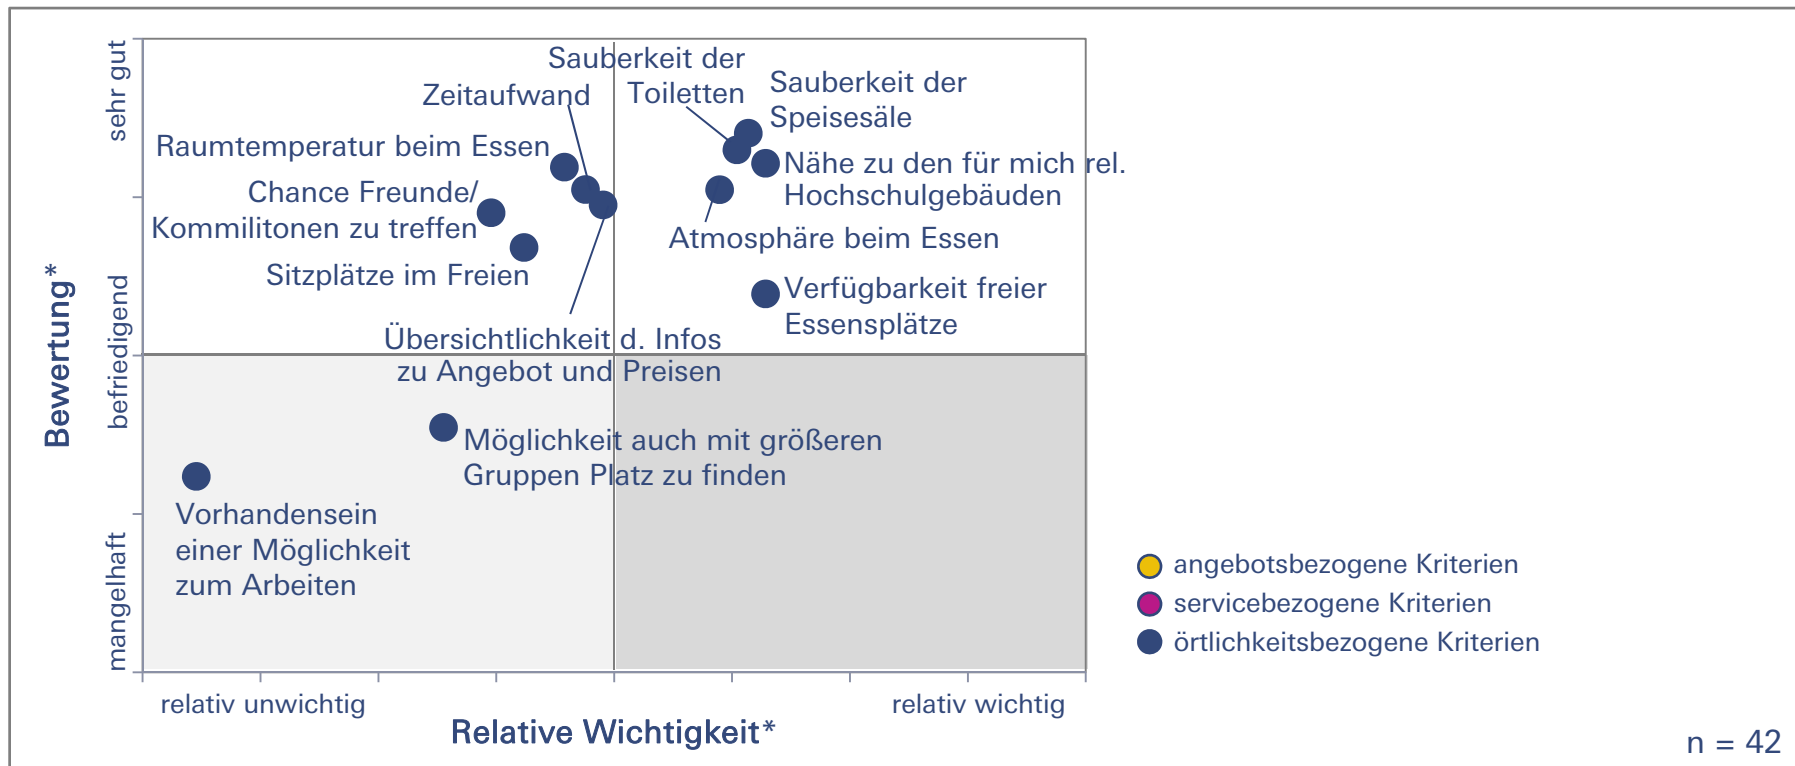 sehr gut
befriedigend
mangelhaft
Bewertung*
Sauberkeit der
Toiletten
Sauberkeit der
Speisesäle
Zeitaufwand
Raumtemperatur beim Essen
Nähe zu den für mich rel.
Hochschulgebäuden
Chance Freunde/
Kommilitonen zu treffen
Atmosphäre beim Essen
Sitzplätze im Freien
Verfügbarkeit freier
Essensplätze
Übersichtlichkeit d. Infos
zu Angebot und Preisen
Möglichkeit auch mit größeren
Gruppen Platz zu finden
Vorhandensein
einer Möglichkeit
zum Arbeiten
angebotsbezogene Kriterien
servicebezogene Kriterien
örtlichkeitsbezogene Kriterien
relativ unwichtig
relativ wichtig
Relative Wichtigkeit*
n = 42